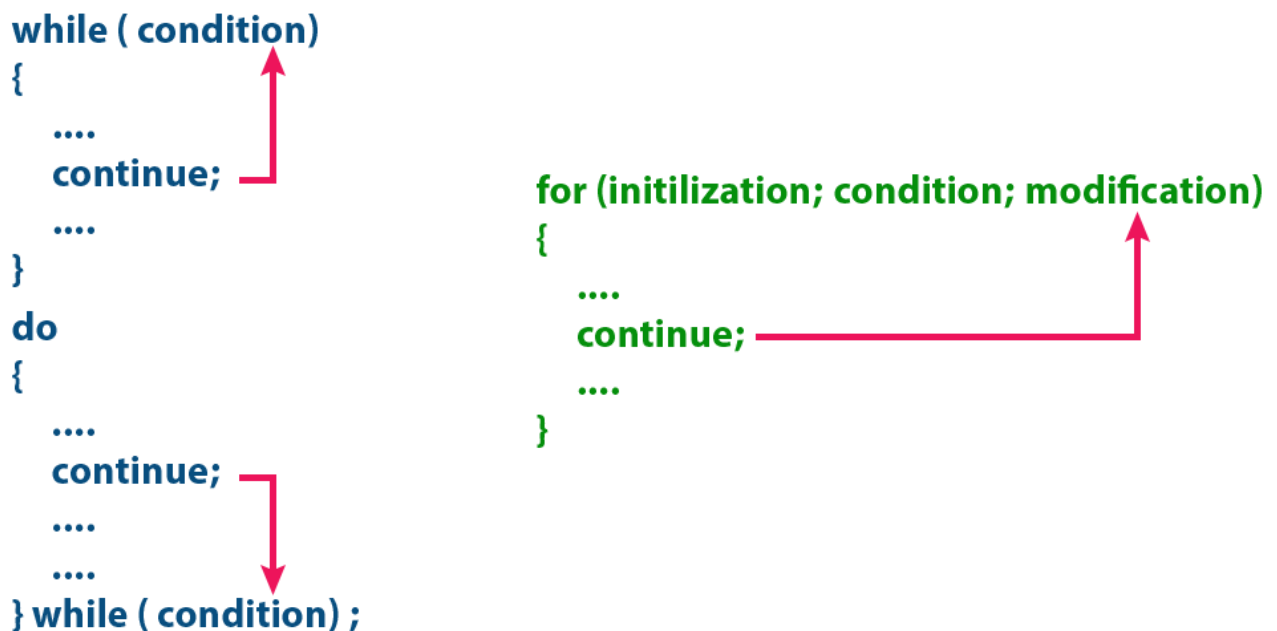 while ( condition)
{
....
continue;
....
}
do
{
....
continue;
....
....
} while ( condition) ;
for (initilization; condition; modification)
{
....
continue;
....
}